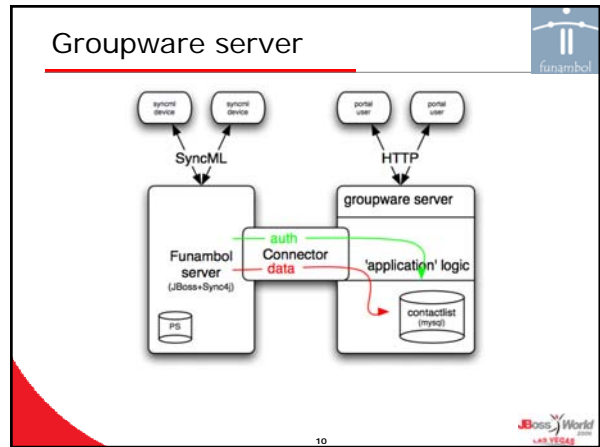 Groupware server
funambol
syncml
device
syncml
device
portal
user
portal
user
SyncML
HTTP
groupware server
auth
Funambol
server
(JBoss+Sync4j)
Connector
data
'application' logic
PS
contactlist
(mysql)
10
JBoss World
2006
LAS VEGAS